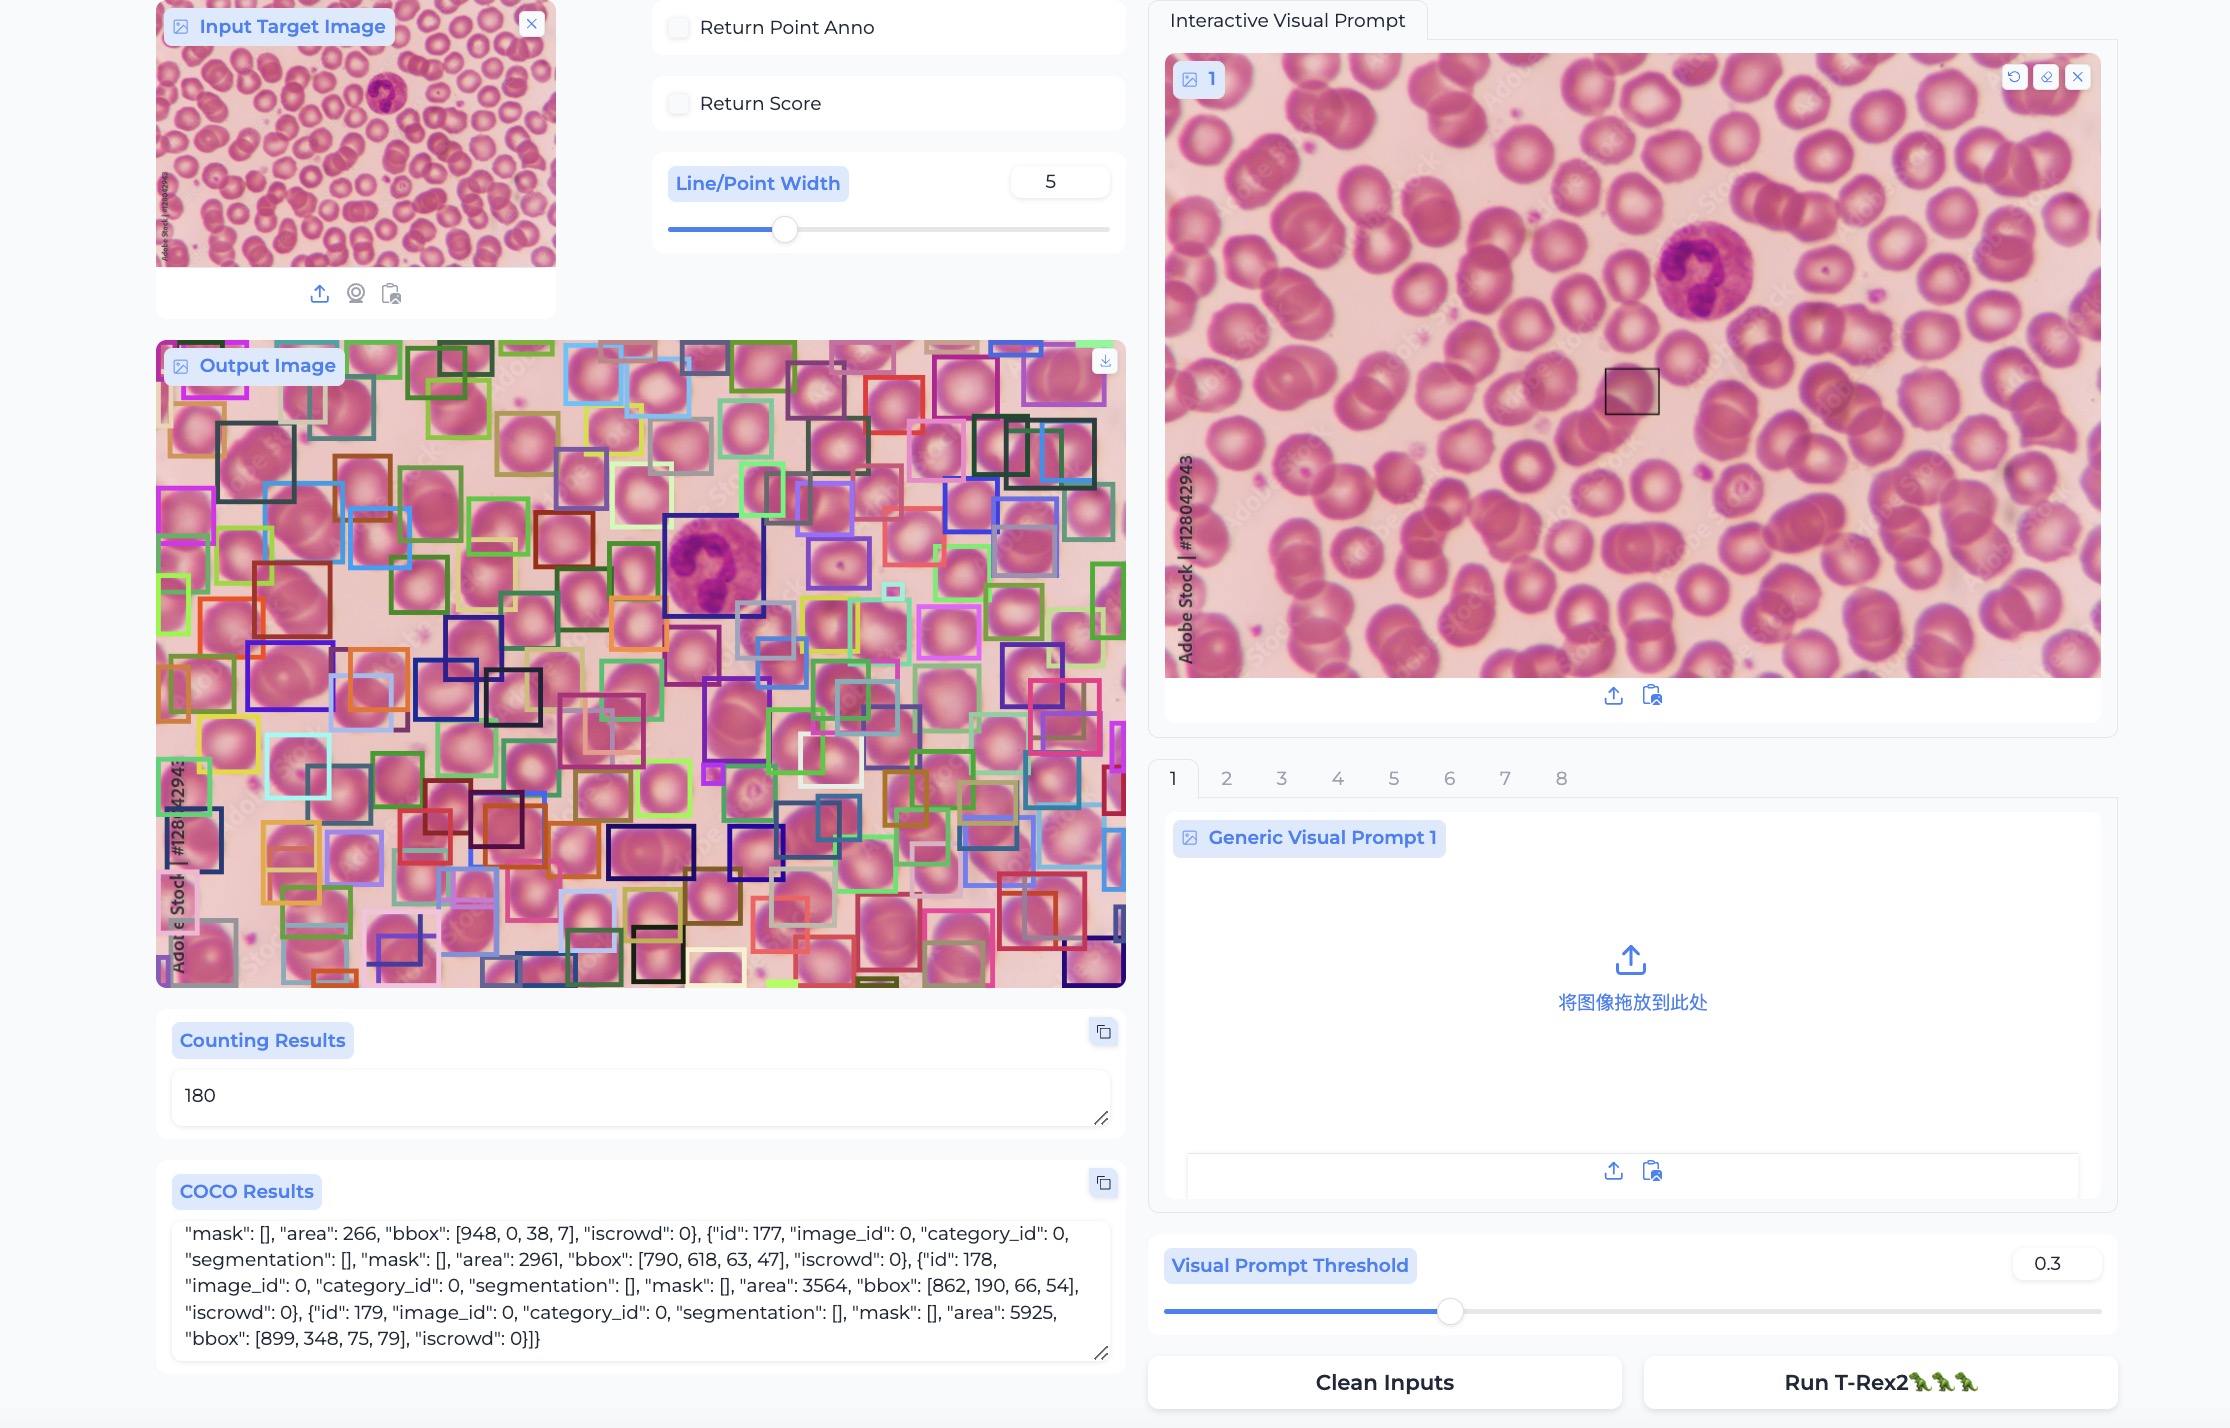 Input Target Image
Adobe Stock | #128042943
Return Point Anno
Return Score
Line/Point Width
5
Output Image
Adobe Stock | #128042943
Counting Results
180
COCO Results
"mask": [], "area": 266, "bbox": [948, 0, 38, 7], "iscrowd": 0}, {"id": 177, "image_id": 0, "category_id": 0,
"segmentation": [], "mask": [], "area": 2961, "bbox": [790, 618, 63, 47], "iscrowd": 0}, {"id": 178,
"image_id": 0, "category_id": 0, "segmentation": [], "mask": [], "area": 3564, "bbox": [862, 190, 66, 54],
"iscrowd": 0}, {"id": 179, "image_id": 0, "category_id": 0, "segmentation": [], "mask": [], "area": 5925,
"bbox": [899, 348, 75, 79], "iscrowd": 0}]}
Interactive Visual Prompt
1
Adobe Stock | #128042943
1 2 3 4 5 6 7 8
Generic Visual Prompt 1
将图像拖放到此处
Visual Prompt Threshold
0.3
Clean Inputs
Run T-Rex2🦖🦖🦖